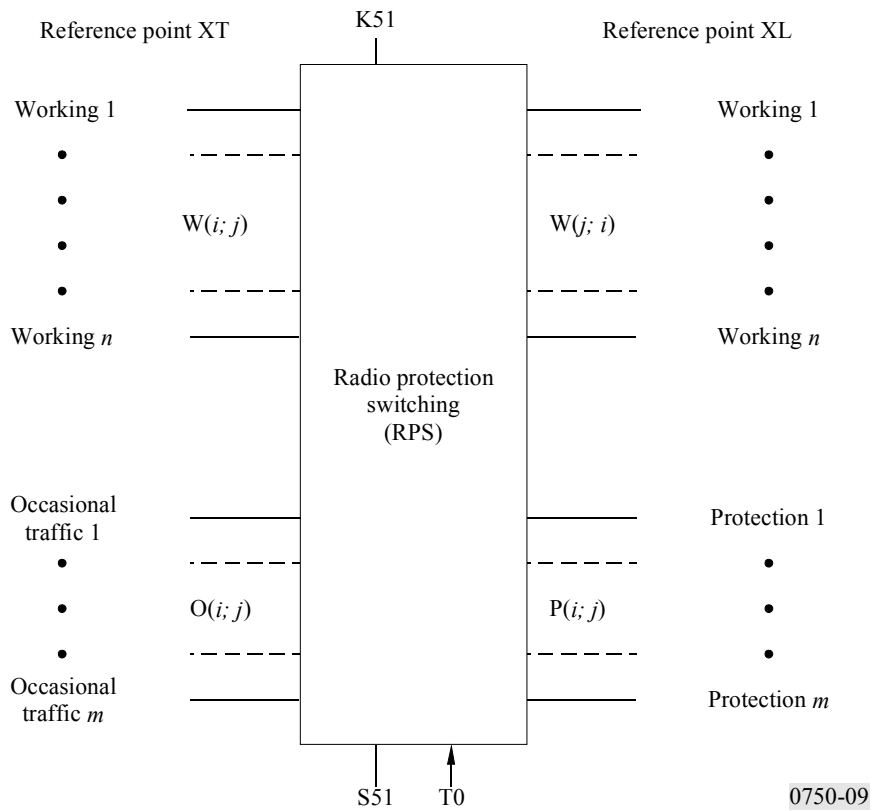 K51
Reference point XT
Reference point XL
Working 1
Working 1
W(i; j)
W(j; i)
Working n
Working n
Radio protection
switching
(RPS)
Occasional
traffic 1
Protection 1
O(i; j)
P(i; j)
Occasional
traffic m
Protection m
S51
T0
0750-09